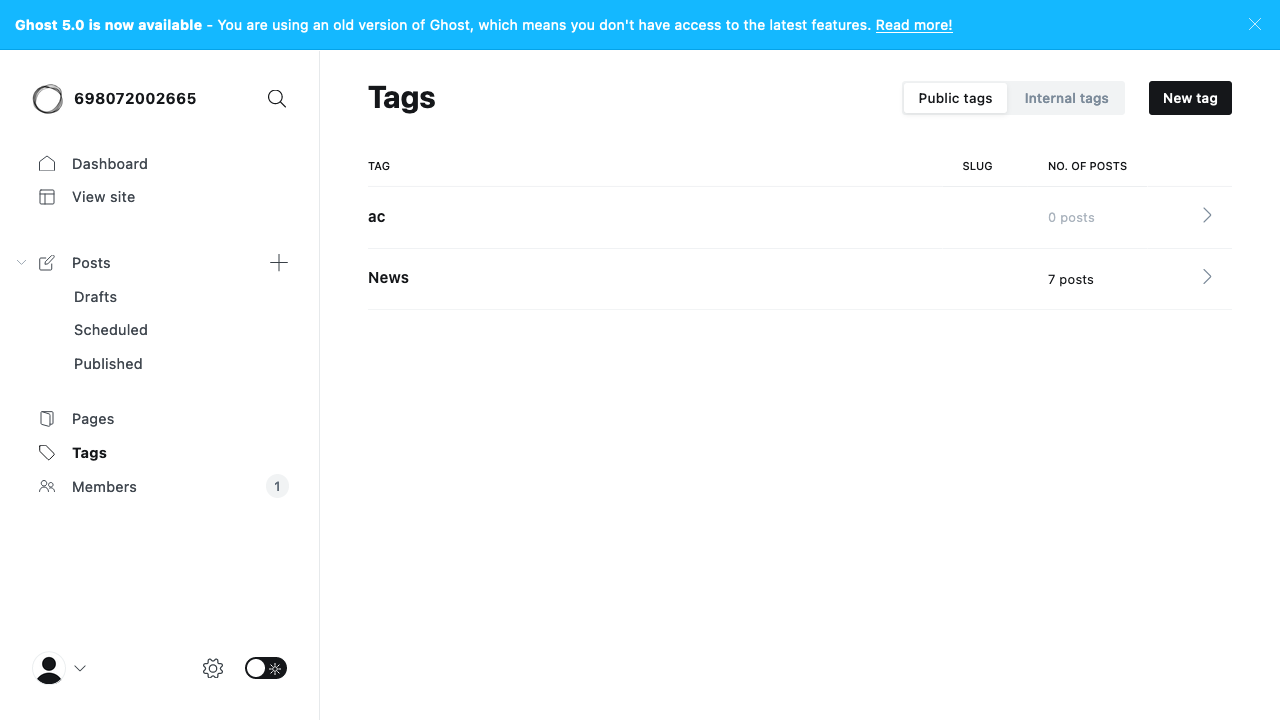 Ghost 5.0 is now available - You are using an old version of Ghost, which means you don't have access to the latest features. Read more!
698072002665
Dashboard
View site
Posts
Drafts
Scheduled
Published
Pages
Tags
Members
1
Tags
Public tags
Internal tags
New tag
TAG
SLUG
NO. OF POSTS
ac
0 posts
News
7 posts